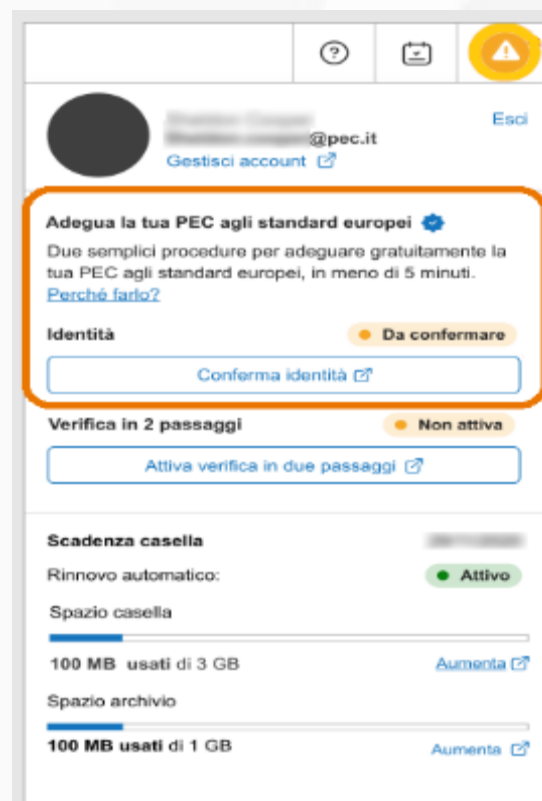 @pec.it
Esci
Gestisci account
Adegua la tua PEC agli standard europei
Due semplici procedure per adeguare gratuitamente la
tua PEC agli standard europei, in meno di 5 minuti.
Perché farlo?
Identità Da confermare
Conferma identità
Verifica in 2 passaggi Non attiva
Attiva verifica in due passaggi
Scadenza casella
Rinnovo automatico: Attivo
Spazio casella
100 MB usati di 3 GB Aumenta
Spazio archivio
100 MB usati di 1 GB Aumenta